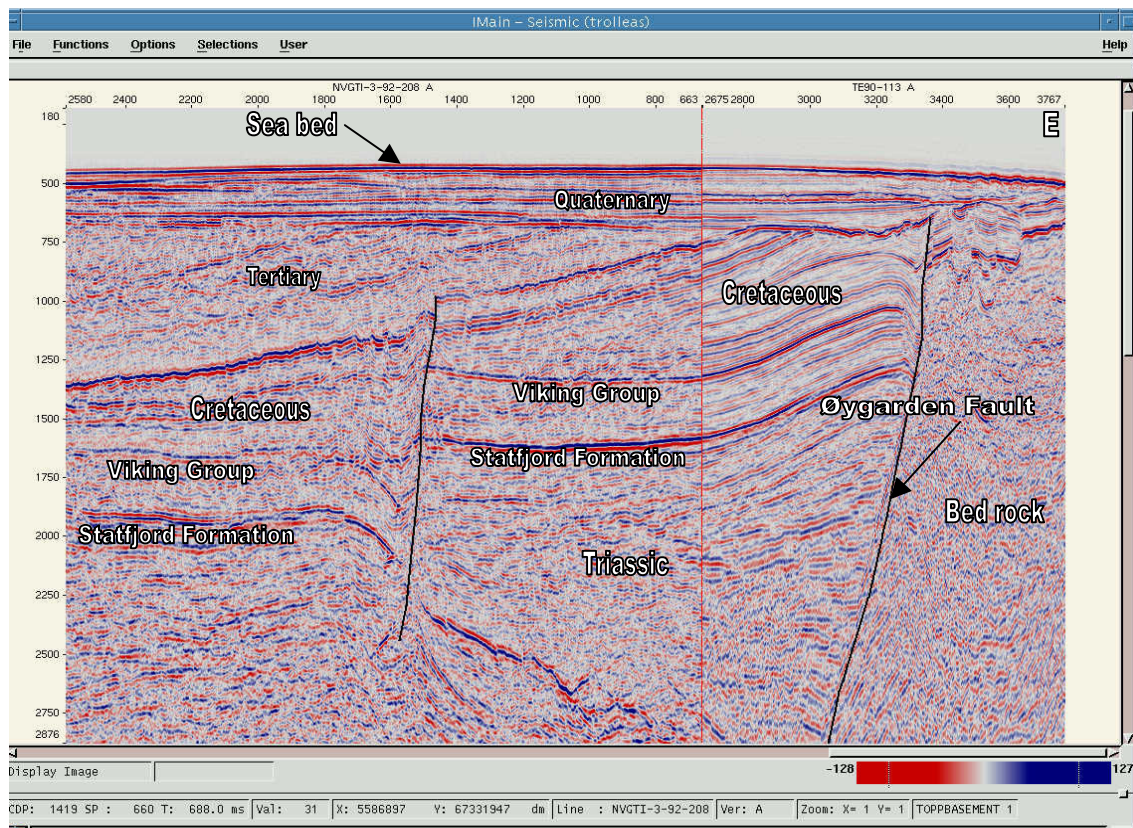 IMain – Seismic (trolleas)
File Functions Options Selections User Help
NVGTI-3-92-208 A TE90-113 A
2580 2400 2200 2000 1800 1600 1400 1200 1000 800 663 2675 2800 3000 3200 3400 3600 3767
180
Sea bed E
500
Quaternary
750
Tertiary
Cretaceous
1000
1250
Viking Group
Cretaceous
Øygarden Fault
1500
Statfjord Formation
Viking Group
1750
Bed rock
Statfjord Formation
2000
Triassic
2250
2500
2750
2876
Display Image
-128 127
CDP: 1419 SP : 660 T: 688.0 ms Val: 31 X: 5586897 Y: 67331947 dm Line : NVGTI-3-92-208 Ver: A Zoom: X= 1 Y= 1 TOPPBASEMENT 1